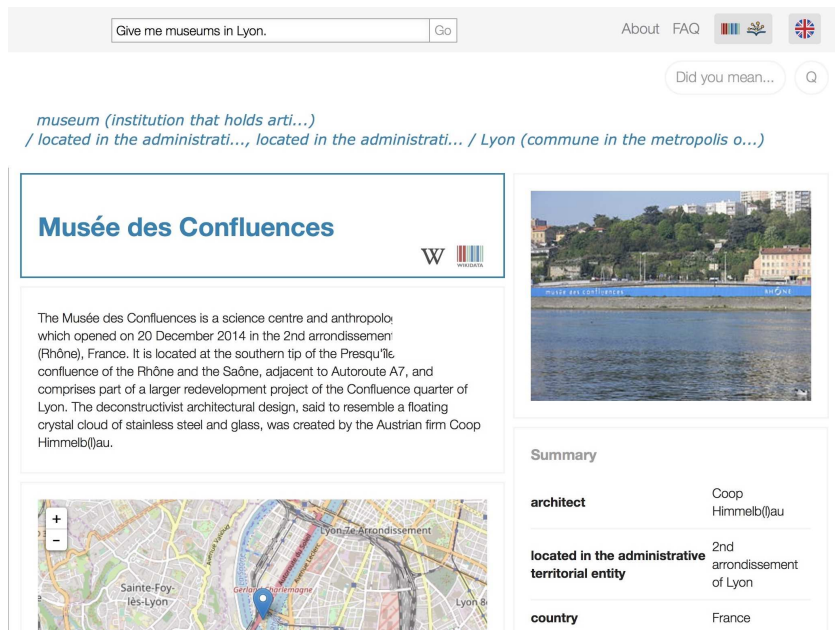 Give me museums in Lyon.
Go
About FAQ
Did you mean...
Q
museum (institution that holds arti...)
/ located in the administrati..., located in the administrati... / Lyon (commune in the metropolis o...)
Musée des Confluences
W
WIKIDATA
The Musée des Confluences is a science centre and
which opened on 20 December 2014 in the 2nd arrondissement
(Rhône), France. It is located at the southern tip of the Presqu'île
confluence of the Rhône and the Saône, adjacent to Autoroute A7, and
comprises part of a larger redevelopment project of the Confluence quarter of
Lyon. The deconstructivist architectural design, said to resemble a floating
crystal cloud of stainless steel and glass, was created by the Austrian firm Coop
Himmelb(l)au.
musée des confluences
RHÔNE
Summary
architect
Coop
Himmelb(l)au
located in the administrative
territorial entity
2nd
arrondissement
of Lyon
country
France
+
-
Lyon 7e Arrondissement
Sainte-Foy-
lès-Lyon
Gerland Charlemagne
Lyon 8